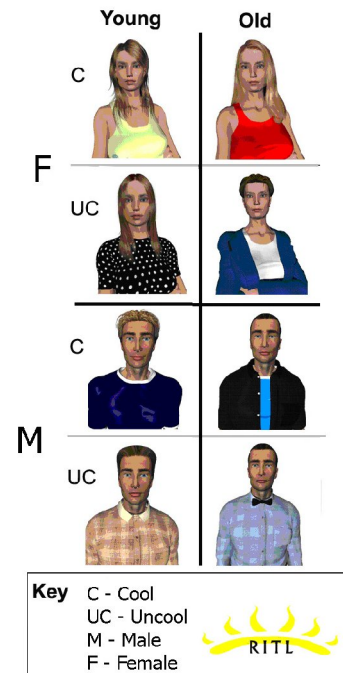 Young Old
C
F
UC
C
M
UC
Key C - Cool
UC - Uncool
M - Male
F - Female
RITL